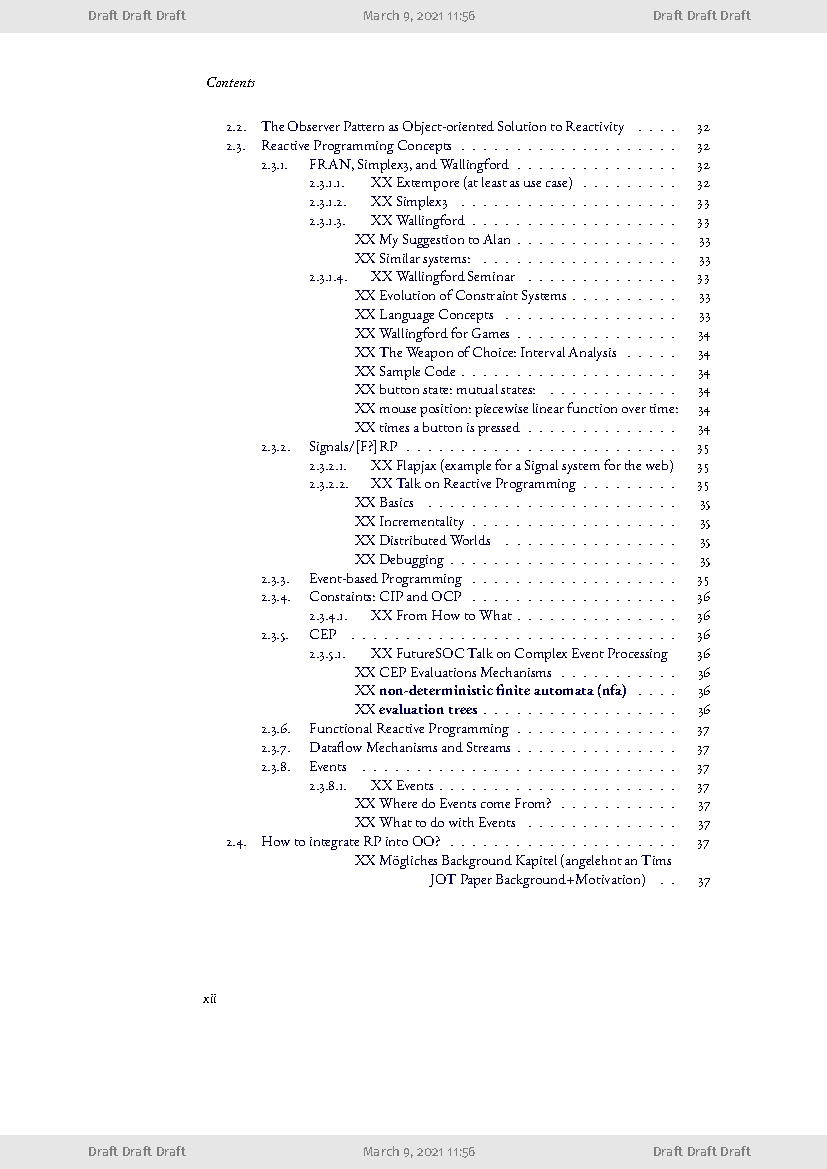 Draft Draft Draft March 9, 2021 11:56 Draft Draft Draft
Contents
2.2. The Observer Pattern as Object-oriented Solution to Reactivity . . . . 32
2.3. Reactive Programming Concepts . . . . . . . . . . . . . . . . . . . . 32
2.3.1. FRAN, Simplex3, and Wallingford . . . . . . . . . . . . . . . 32
2.3.1.1. XX Extempore (at least as use case) . . . . . . . . . 32
2.3.1.2. XX Simplex3 . . . . . . . . . . . . . . . . . . . . 33
2.3.1.3. XX Wallingford . . . . . . . . . . . . . . . . . . . 33
XX My Suggestion to Alan . . . . . . . . . . . . . . . 33
XX Similar systems: . . . . . . . . . . . . . . . . . . 33
2.3.1.4. XX Wallingford Seminar . . . . . . . . . . . . . . 33
XX Evolution of Constraint Systems . . . . . . . . . . 33
XX Language Concepts . . . . . . . . . . . . . . . . 33
XX Wallingford for Games . . . . . . . . . . . . . . . 34
XX The Weapon of Choice: Interval Analysis . . . . . 34
XX Sample Code . . . . . . . . . . . . . . . . . . . . 34
XX button state: mutual states: . . . . . . . . . . . . 34
XX mouse position: piecewise linear function over time: 34
XX times a button is pressed . . . . . . . . . . . . . . 34
2.3.2. Signals/[F?]RP . . . . . . . . . . . . . . . . . . . . . . . . . 35
2.3.2.1. XX Flapjax (example for a Signal system for the web) 35
2.3.2.2. XX Talk on Reactive Programming . . . . . . . . . 35
XX Basics . . . . . . . . . . . . . . . . . . . . . . . 35
XX Incrementality . . . . . . . . . . . . . . . . . . . 35
XX Distributed Worlds . . . . . . . . . . . . . . . . 35
XX Debugging . . . . . . . . . . . . . . . . . . . . . 35
2.3.3. Event-based Programming . . . . . . . . . . . . . . . . . . . 35
2.3.4. Constaints: CIP and OCP . . . . . . . . . . . . . . . . . . . 36
2.3.4.1. XX From How to What . . . . . . . . . . . . . . . 36
2.3.5. CEP . . . . . . . . . . . . . . . . . . . . . . . . . . . . . . 36
2.3.5.1. XX FutureSOC Talk on Complex Event Processing 36
XX CEP Evaluations Mechanisms . . . . . . . . . . . 36
XX non-deterministic finite automata (nfa) . . . . 36
XX evaluation trees . . . . . . . . . . . . . . . . . . 36
2.3.6. Functional Reactive Programming . . . . . . . . . . . . . . . 37
2.3.7. Dataflow Mechanisms and Streams . . . . . . . . . . . . . . . 37
2.3.8. Events . . . . . . . . . . . . . . . . . . . . . . . . . . . . . 37
2.3.8.1. XX Events . . . . . . . . . . . . . . . . . . . . . . 37
XX Where do Events come From? . . . . . . . . . . . 37
XX What to do with Events . . . . . . . . . . . . . . 37
2.4. How to integrate RP into OO? . . . . . . . . . . . . . . . . . . . . . 37
XX Mögliches Background Kapitel (angelehnt an Tims
JOT Paper Background+Motivation) . . 37
xii
Draft Draft Draft March 9, 2021 11:56 Draft Draft Draft